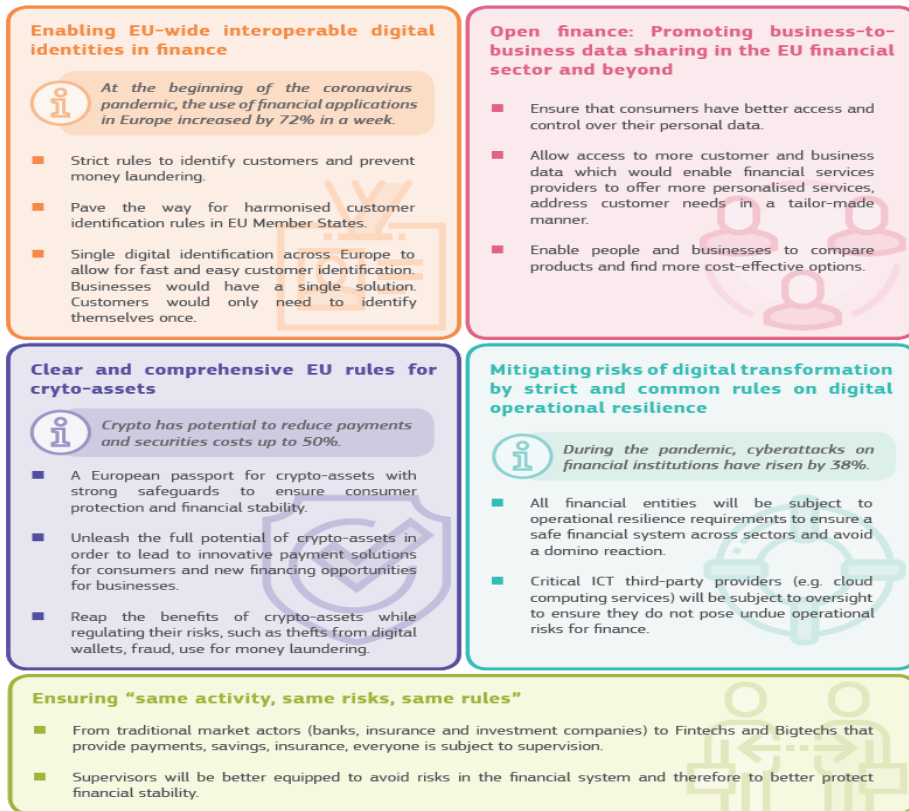 Enabling EU-wide interoperable digital
identities in finance
At the beginning of the coronavirus
pandemic, the use of financial applications
in Europe increased by 72% in a week.
Strict rules to identify customers and prevent
money laundering.
Pave the way for harmonised customer
identification rules in EU Member States.
Single digital identification across Europe to
allow for fast and easy customer identification.
Businesses would have a single solution.
Customers would only need to identify
themselves once.
Open finance: Promoting business-to-
business data sharing in the EU financial
sector and beyond
Ensure that consumers have better access and
control over their personal data.
Allow access to more customer and business
data which would enable financial services
providers to offer more personalised services,
address customer needs in a tailor-made
manner.
Enable people and businesses to compare
products and find more cost-effective options.
Clear and comprehensive EU rules for
cryto-assets
Crypto has potential to reduce payments
and securities costs up to 50%.
A European passport for crypto-assets with
strong safeguards to ensure consumer
protection and financial stability.
Unleash the full potential of crypto-assets in
order to lead to innovative payment solutions
for consumers and new financing opportunities
for businesses.
Reap the benefits of crypto-assets while
regulating their risks, such as thefts from digital
wallets, fraud, use for money laundering.
Mitigating risks of digital transformation
by strict and common rules on digital
operational resilience
During the pandemic, cyberattacks on
financial institutions have risen by 38%.
All financial entities will be subject to
operational resilience requirements to ensure a
safe financial system across sectors and avoid
a domino reaction.
Critical ICT third-party providers (e.g. cloud
computing services) will be subject to oversight
to ensure they do not pose undue operational
risks for finance.
Ensuring “same activity, same risks, same rules”
From traditional market actors (banks, insurance and investment companies) to Fintechs and Bigtechs that
provide payments, savings, insurance, everyone is subject to supervision.
Supervisors will be better equipped to avoid risks in the financial system and therefore to better protect
financial stability.